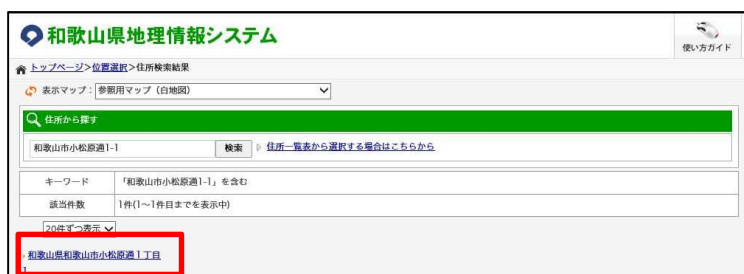 和歌山県地理情報システム
使い方ガイド
トップページ>位置選択>住所検索結果
表示マップ：参照用マップ（白地図）
住所から探す
和歌山市小松原通1-1 検索 住所一覧表から選択する場合はこちらから
キーワード 「和歌山市小松原通1-1」を含む
該当件数 1件(1～1件目までを表示中)
20件ずつ表示
和歌山県和歌山市小松原通１丁目
1